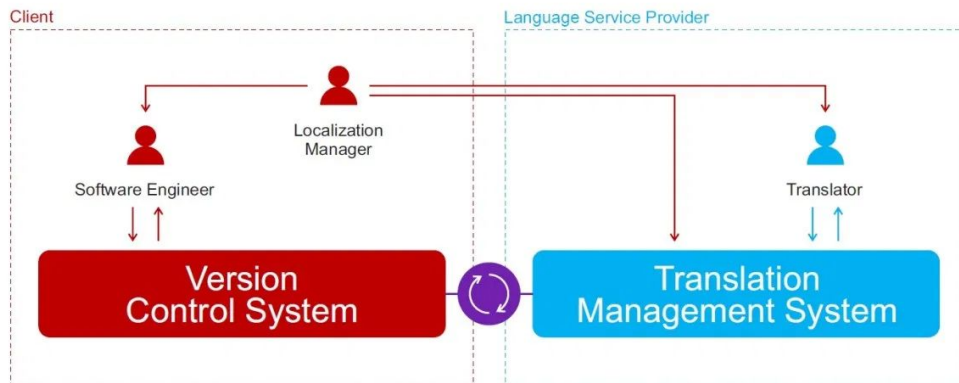 Client
Language Service Provider
Localization
Manager
Software Engineer
Translator
Version
Control System
Translation
Management System